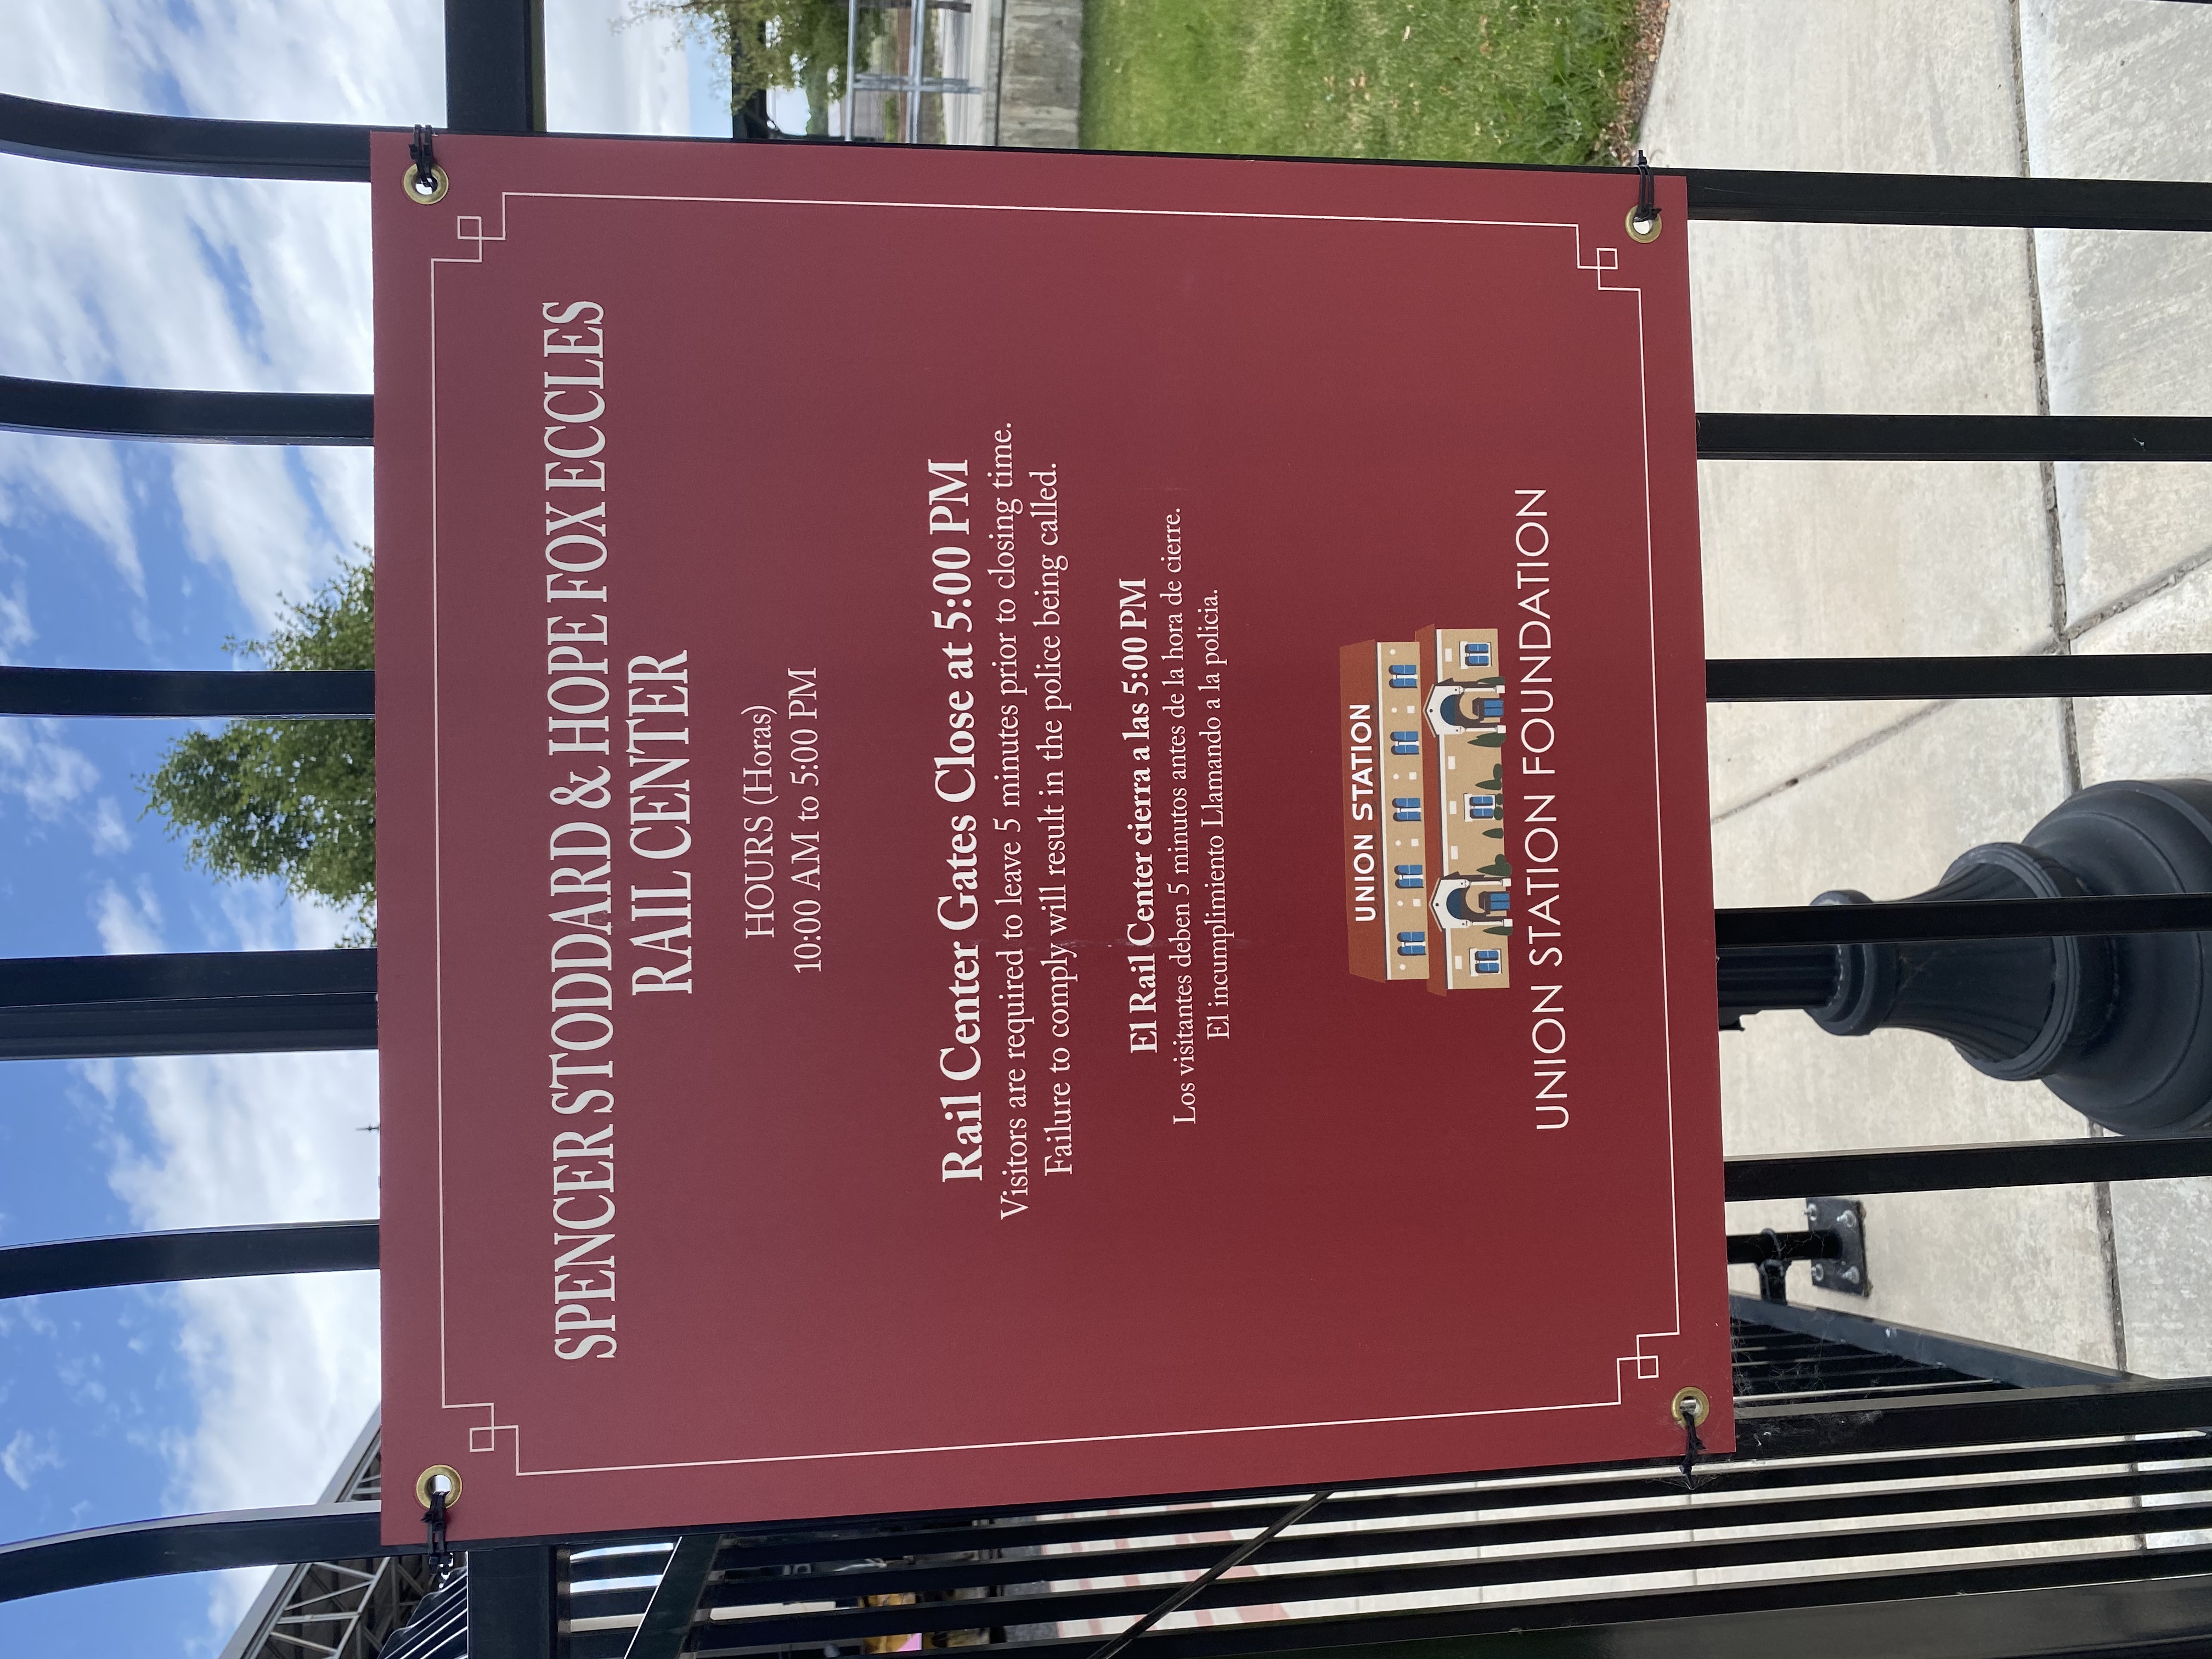 SPENCER STODDARD & HOPE FOX ECCLES
RAIL CENTER
HOURS (Horas)
10:00 AM to 5:00 PM
Rail Center Gates Close at 5:00 PM
Visitors are required to leave 5 minutes prior to closing time.
Failure to comply will result in the police being called.
El Rail Center cierra a las 5:00 PM
Los visitantes deben 5 minutos antes de la hora de cierre.
El incumplimiento Llamando a la policia.
UNION STATION
UNION STATION FOUNDATION